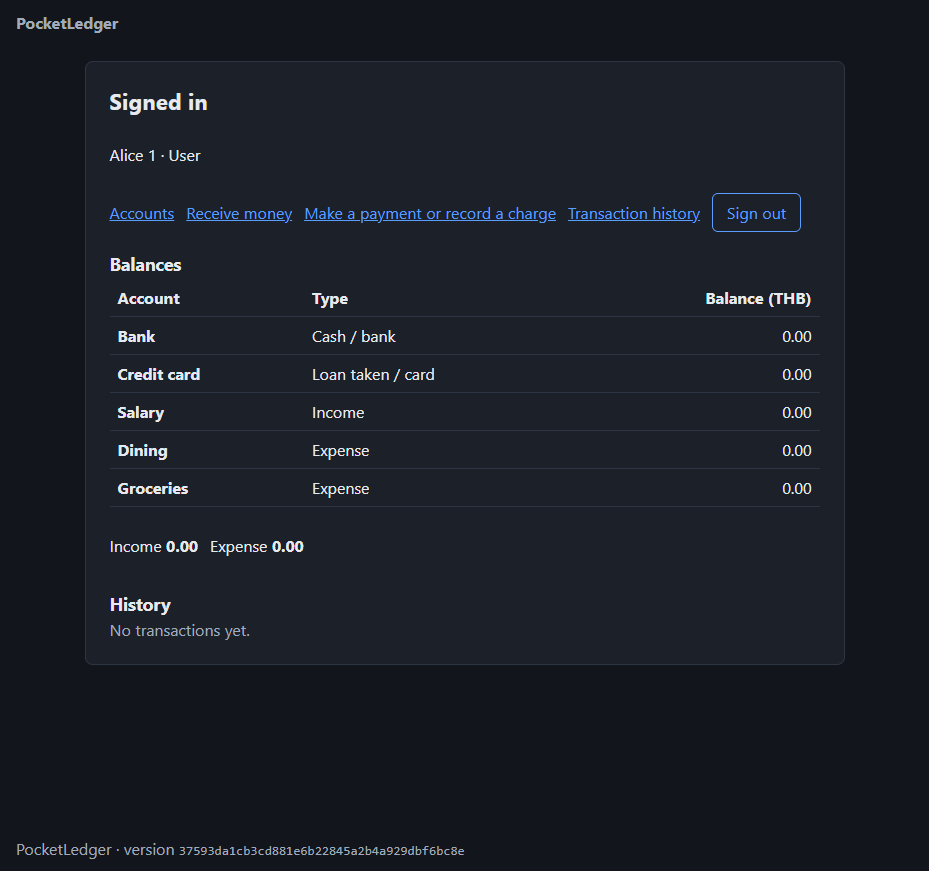 PocketLedger
Signed in
Alice 1 · User
Accounts Receive money Make a payment or record a charge Transaction history Sign out
Balances
Account Type Balance (THB)
Bank Cash / bank 0.00
Credit card Loan taken / card 0.00
Salary Income 0.00
Dining Expense 0.00
Groceries Expense 0.00
Income 0.00 Expense 0.00
History
No transactions yet.
PocketLedger · version 37593da1cb3cd881e6b22845a2b4a929dbf6bc8e